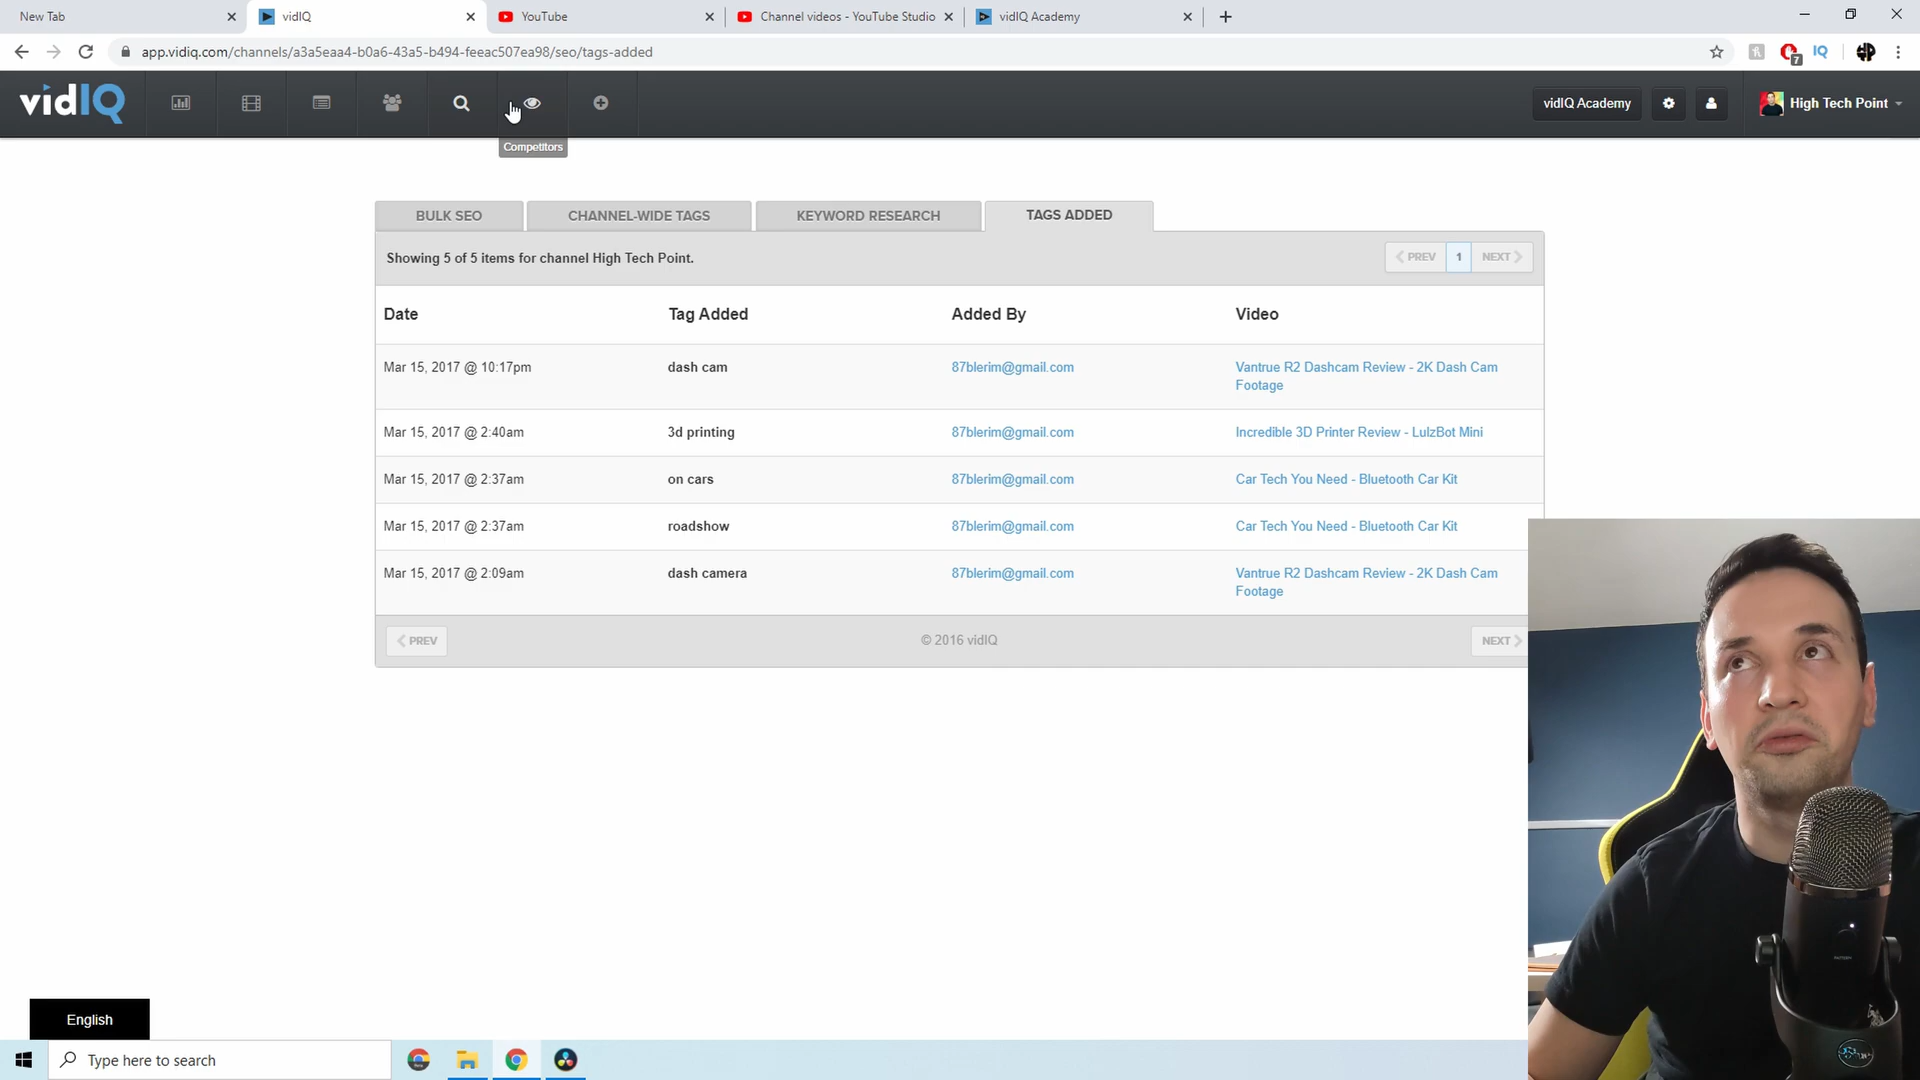 New Tab
vidIQ
YouTube
Channel videos - YouTube Studio
vidIQ Academy
app.vidiq.com/channels/a3a5eaa4-b0a6-43a5-b494-feeac507ea98/seo/tags-added
IQ
7
vidIQ
vidIQ Academy
High Tech Point
Competitors
BULK SEO
CHANNEL-WIDE TAGS
KEYWORD RESEARCH
TAGS ADDED
Showing 5 of 5 items for channel High Tech Point.
PREV
1
NEXT
Date
Tag Added
Added By
Video
Mar 15, 2017 @ 10:17pm
dash cam
87blerim@gmail.com
Vantrue R2 Dashcam Review - 2K Dash Cam
Footage
Mar 15, 2017 @ 2:40am
3d printing
87blerim@gmail.com
Incredible 3D Printer Review - LulzBot Mini
Mar 15, 2017 @ 2:37am
on cars
87blerim@gmail.com
Car Tech You Need - Bluetooth Car Kit
Mar 15, 2017 @ 2:37am
roadshow
87blerim@gmail.com
Car Tech You Need - Bluetooth Car Kit
Mar 15, 2017 @ 2:09am
dash camera
87blerim@gmail.com
Vantrue R2 Dashcam Review - 2K Dash Cam
Footage
PREV
© 2016 vidIQ
NEXT
English
Type here to search